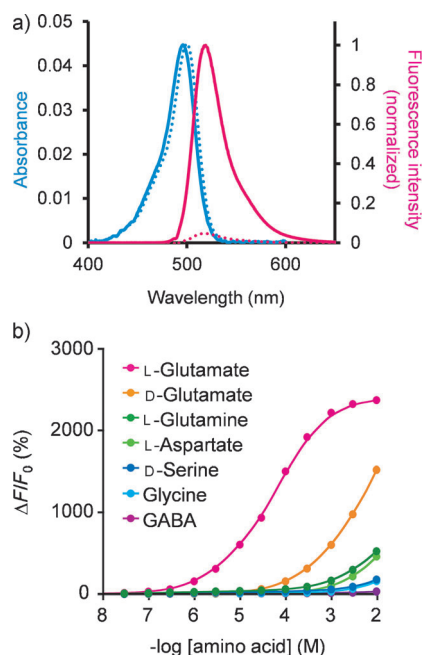 a)
0.05
0.04
0.03
0.02
0.01
0
Absorbance
1
0.8
0.6
0.4
0.2
0
Fluorescence intensity
(normalized)
400 500 600
Wavelength (nm)
b)
3000
2000
1000
0
ΔF/F0 (%)
L-Glutamate
D-Glutamate
L-Glutamine
L-Aspartate
D-Serine
Glycine
GABA
8 7 6 5 4 3 2
-log [amino acid] (M)